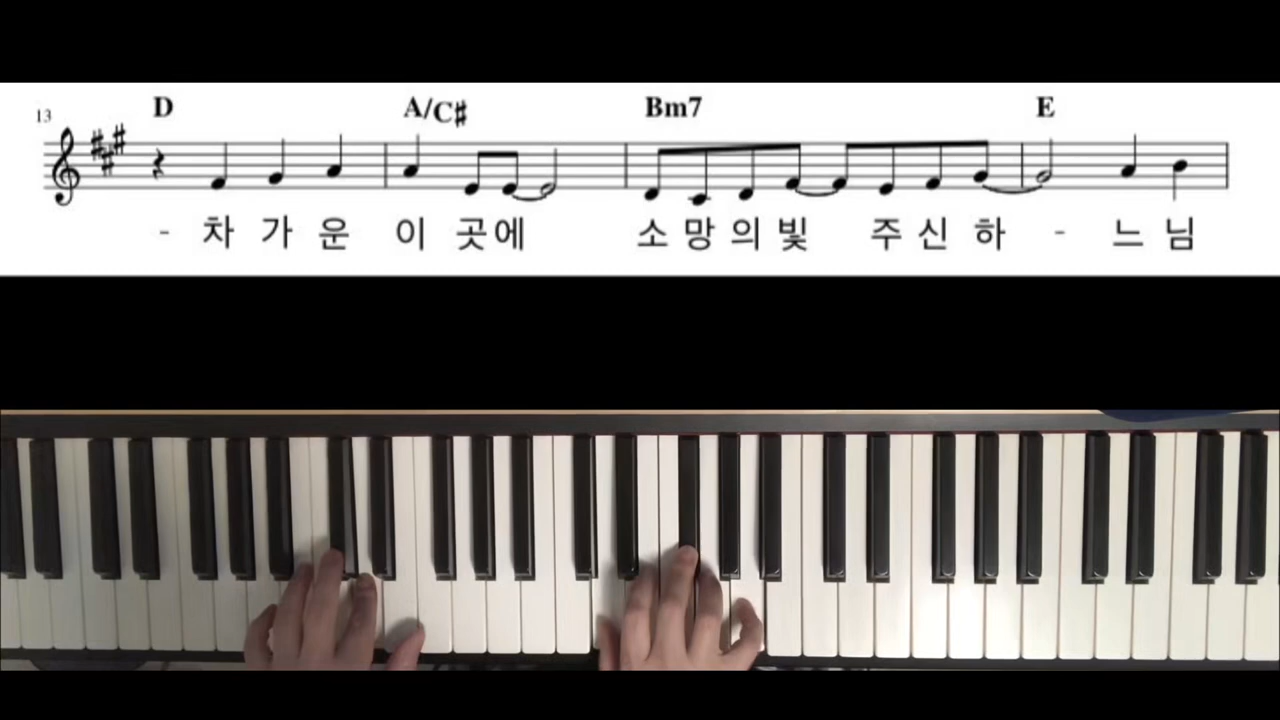 13 D A/C♯ Bm7 E
- 차 가 운 이 곳 에 소 망 의 빛 주 신 하 - 느 님